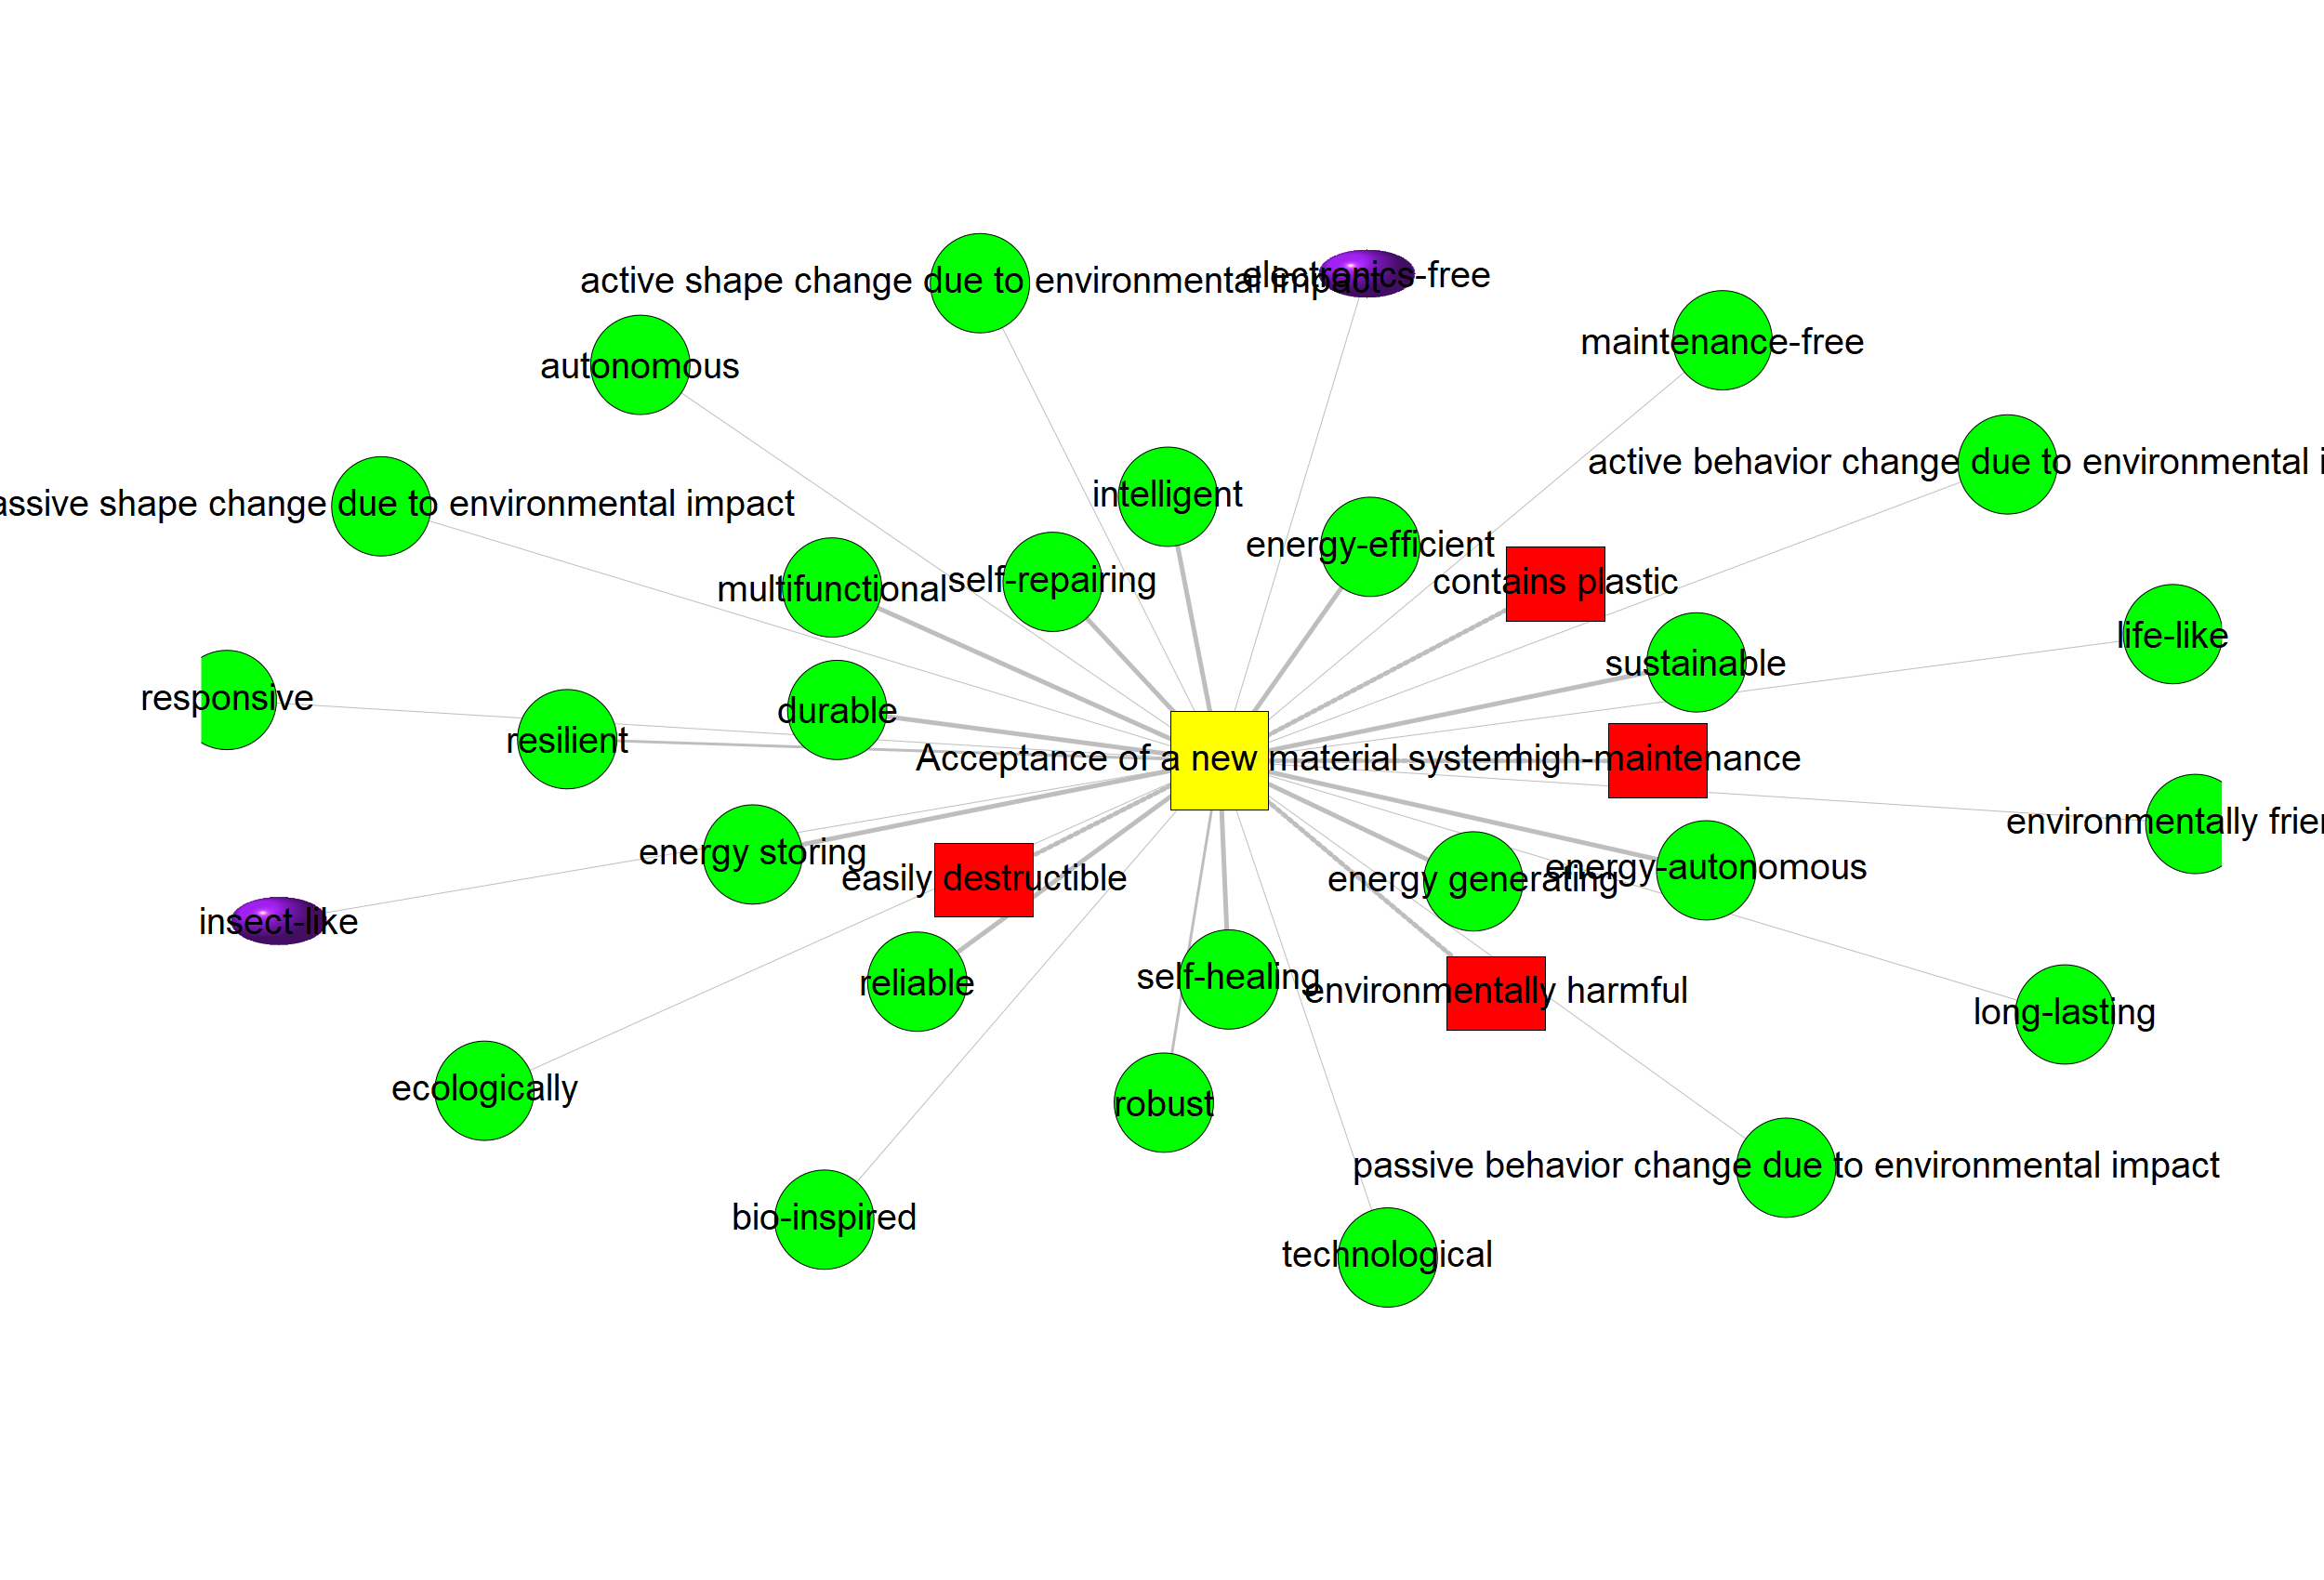 active shape change due to environmental impact
electronics-free
maintenance-free
autonomous
active behavior change due to environmental i
assive shape change due to environmental impact
intelligent
energy-efficient
multifunctional
self-repairing
contains plastic
life-like
sustainable
responsive
durable
resilient
Acceptance of a new material system
high-maintenance
environmentally frien
energy storing
easily destructible
energy generating
energy-autonomous
insect-like
reliable
self-healing
environmentally harmful
long-lasting
ecologically
robust
passive behavior change due to environmental impact
bio-inspired
technological